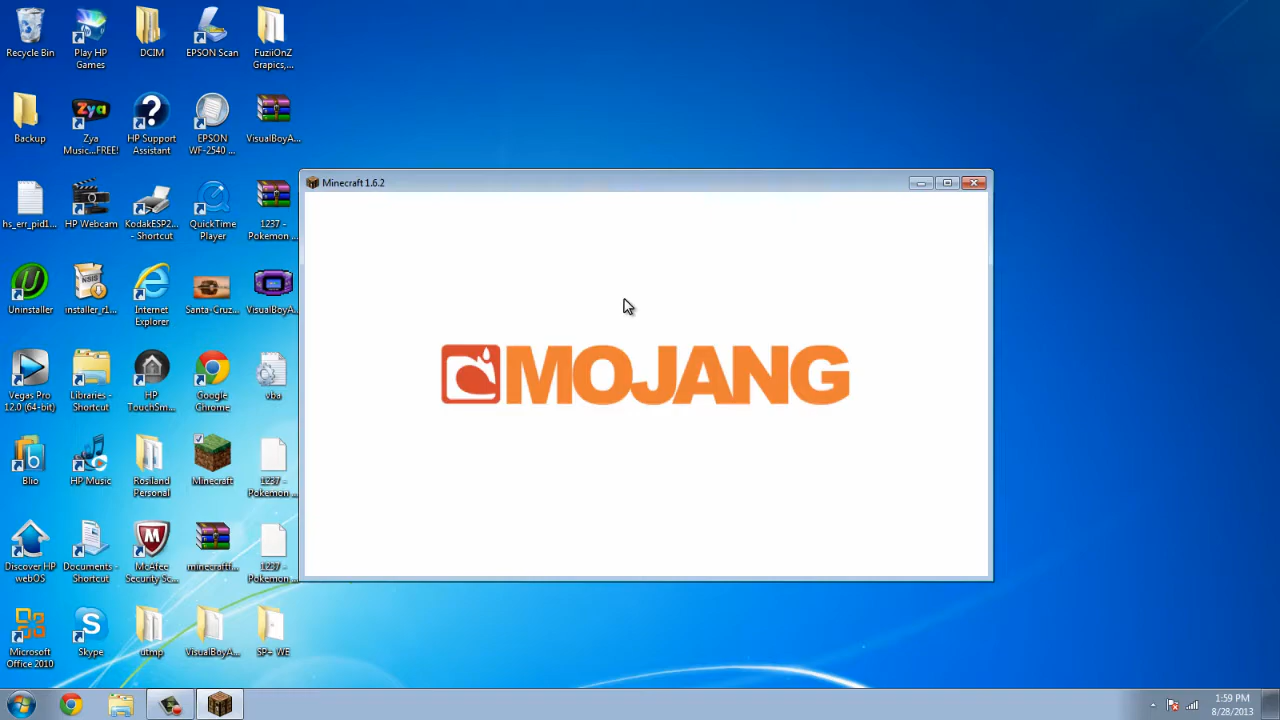 Recycle Bin
Play HP
Games
DCIM
EPSON Scan
FuziiOnZ
Grapics,...
Backup
Zya
Zya
Music...FREE!
HP Support
Assistant
EPSON
WF-2540 ...
VisualBoyA...
hs_err_pid1...
HP Webcam
KodakESP2...
- Shortcut
QuickTime
Player
1237 -
Pokemon ...
Uninstaller
installer_r1...
Internet
Explorer
Santa-Cruz...
VisualBoyA...
Vegas Pro
12.0 (64-bit)
Libraries -
Shortcut
HP
TouchSm...
Google
Chrome
vba
Blio
HP Music
Rosiland
Personal
Minecraft
1237 -
Pokemon ...
Discover HP
webOS
Documents -
Shortcut
McAfee
Security Sc...
minecraftf...
1237 -
Pokemon ...
Microsoft
Office 2010
Skype
utmp
VisualBoyA...
SP+ WE
Minecraft 1.6.2
MOJANG
1:59 PM
8/28/2013